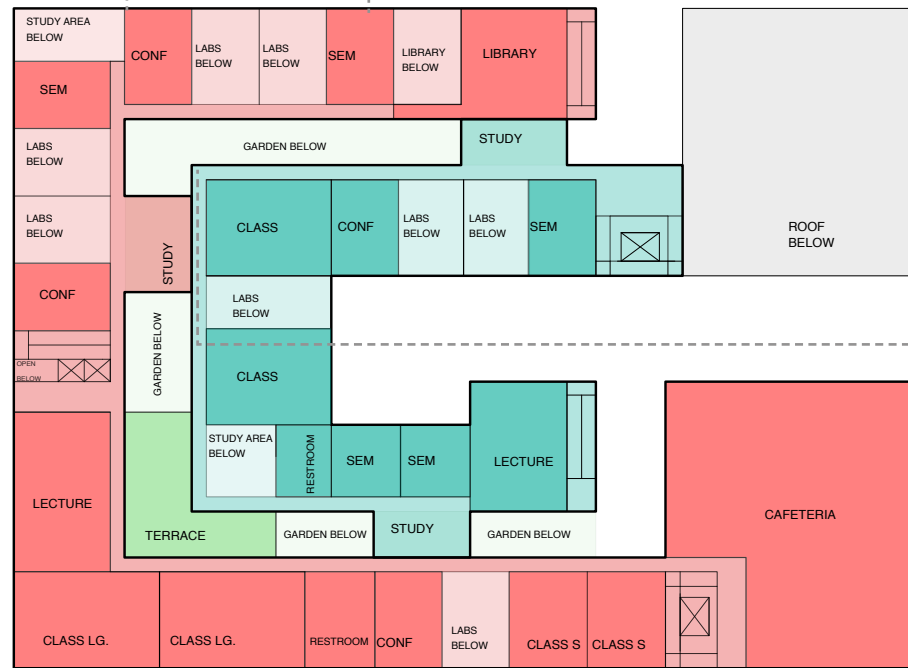 STUDY AREA
BELOW
CONF
LABS
BELOW
LABS
BELOW
SEM
LIBRARY
BELOW
LIBRARY
SEM
LABS
BELOW
GARDEN BELOW
STUDY
LABS
BELOW
CLASS
CONF
LABS
BELOW
LABS
BELOW
SEM
ROOF
BELOW
STUDY
CONF
LABS
BELOW
GARDEN BELOW
OPEN
BELOW
CLASS
STUDY AREA
BELOW
RESTROOM
SEM
SEM
LECTURE
LECTURE
TERRACE
GARDEN BELOW
STUDY
GARDEN BELOW
CAFETERIA
CLASS LG.
CLASS LG.
RESTROOM
CONF
LABS
BELOW
CLASS S
CLASS S